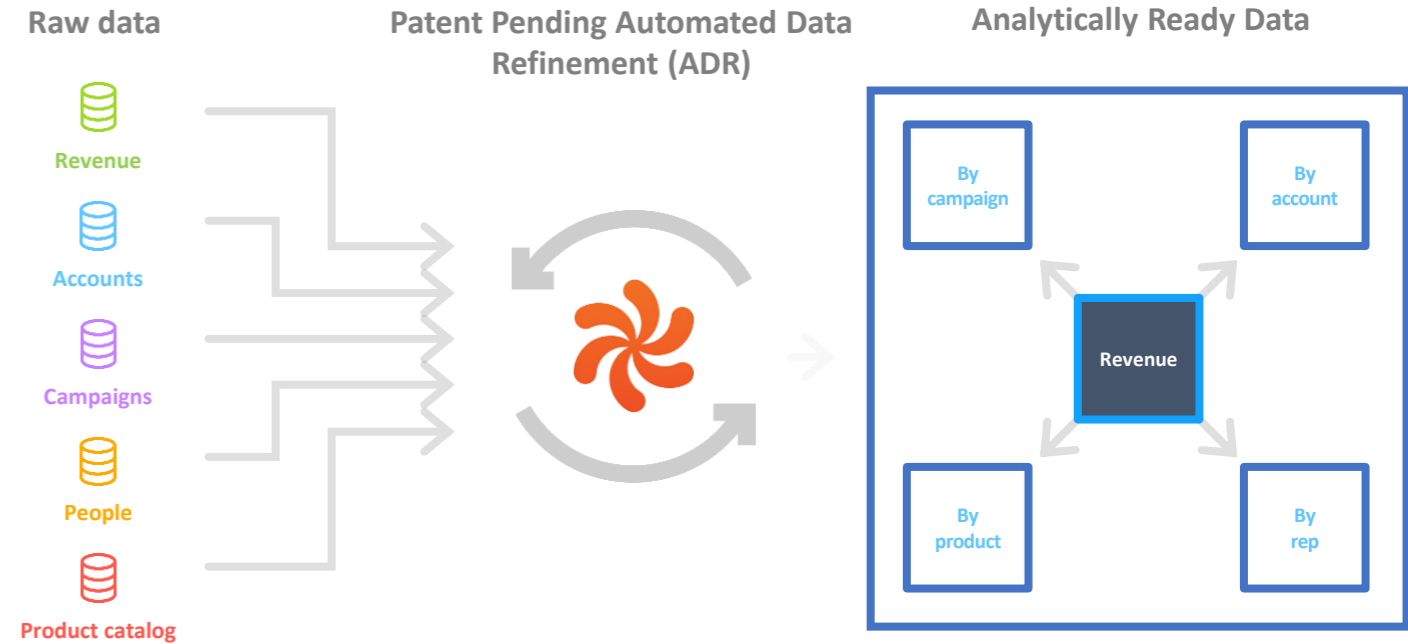 Raw data
Patent Pending Automated Data
Refinement (ADR)
Analytically Ready Data
Revenue
Accounts
Campaigns
People
Product catalog
By
campaign
By
account
Revenue
By
product
By
rep